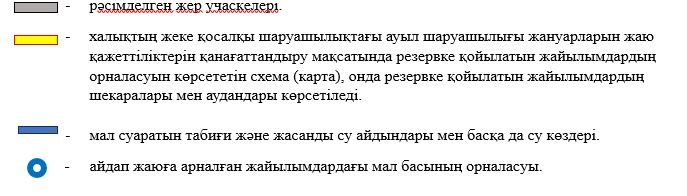 - рәсімделген жер учаскелері.
- халықтың жеке қосалқы шаруашылықтағы ауыл шаруашылығы жануарларын жаю
қажеттіліктерін қанағаттандыру мақсатында резервке қойылатын жайылымдардың
орналасуын көрсететін схема (карта), онда резервке қойылатын жайылымдардың
шекаралары мен аудандары көрсетіледі.
- мал суаратын табиғи және жасанды су айдындары мен басқа да су көздері.
- айдап жаюға арналған жайылымдардағы мал басының орналасуы.